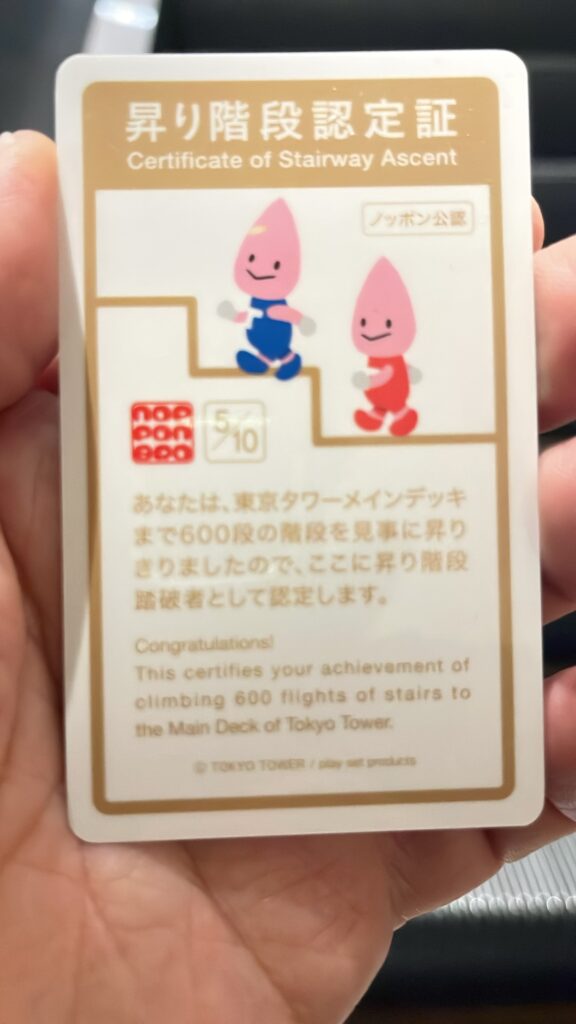 昇り階段認定証
Certificate of Stairway Ascent
ノッポン公認
nop
pon
ero
5/10
あなたは、東京タワーメインデッキ
まで600段の階段を見事に昇り
きりましたので、ここに昇り階段
踏破者として認定します。
Congratulations!
This certifies your achievement of
climbing 600 flights of stairs to
the Main Deck of Tokyo Tower.
© TOKYO TOWER / play set products